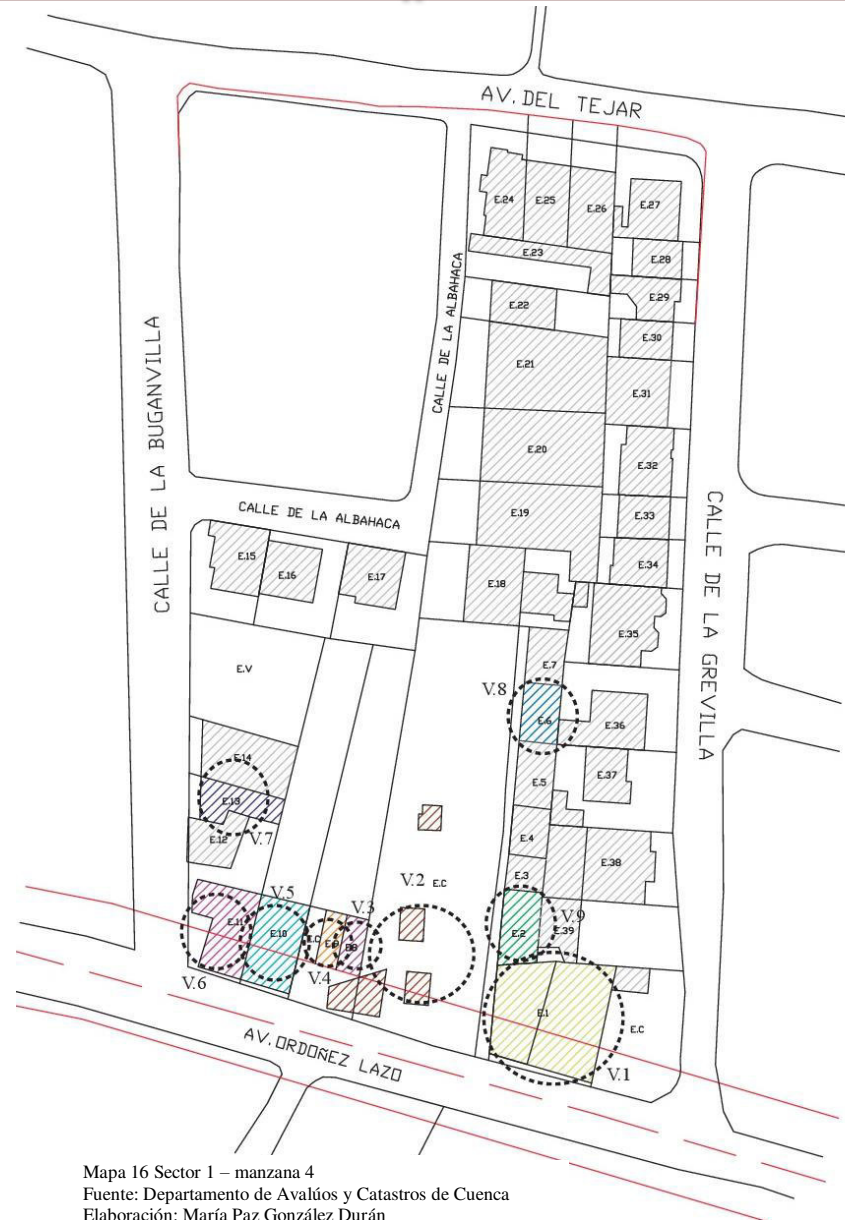 AV. DEL TEJAR
E.24
E.25
E.26
E.27
E.23
E.28
E.29
E.22
E.30
E.21
E.31
E.20
E.32
E.19
E.33
E.34
E.18
E.35
CALLE DE LA ALBAHACA
CALLE DE LA BUGANVILLA
CALLE DE LA ALBAHACA
CALLE DE LA GREVILLA
E.15
E.16
E.17
E.V
E.7
V.8
E.6
E.36
E.14
E.13
E.5
E.37
E.12
V.7
E.4
E.38
E.3
V.5
V.3
V.2
E.C
V.9
E.11
E.10
E.C
E.9
E.8
E.2
E.39
V.6
V.4
E.1
E.C
V.1
AV. ORDOÑEZ LAZO
Mapa 16 Sector 1 – manzana 4
Fuente: Departamento de Avalúos y Catastros de Cuenca
Elaboración: María Paz González Durán